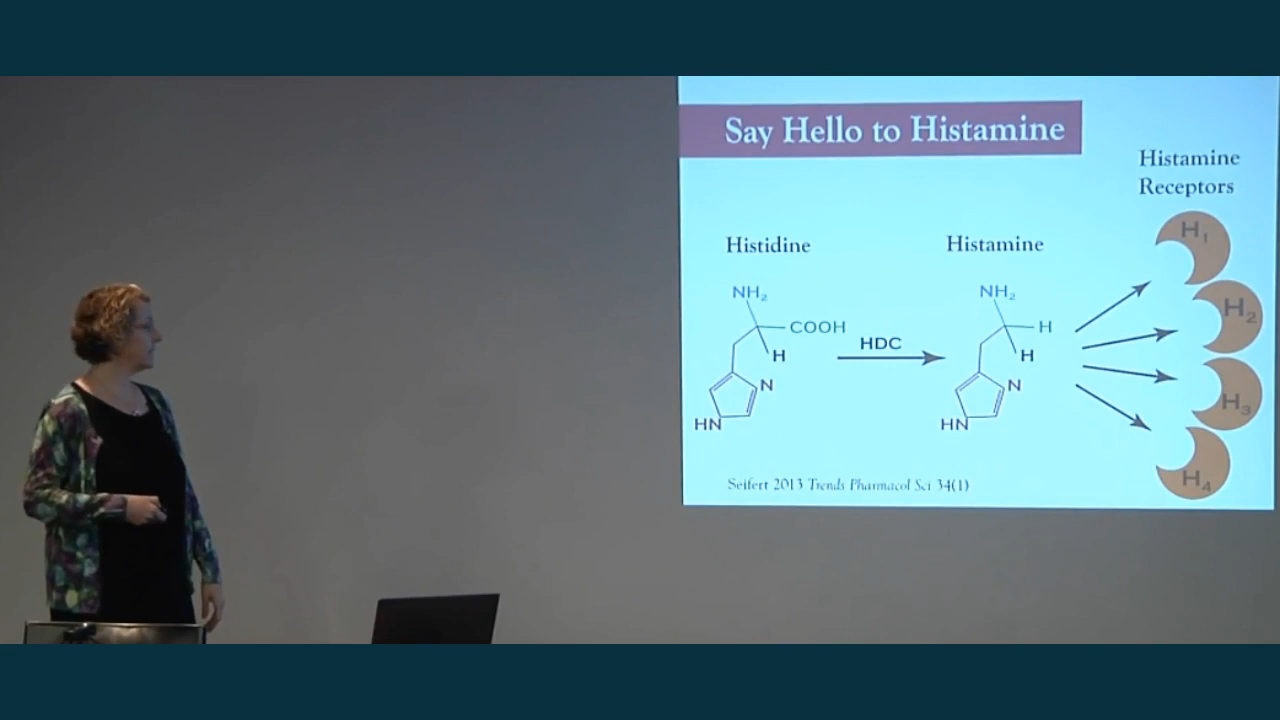 Say Hello to Histamine
Histamine
Receptors
Histidine
Histamine
NH₂
COOH
H
N
HN
HDC
NH₂
H
H
N
HN
H₁
H₂
H₃
H₄
Seifert 2013 Trends Pharmacol Sci 34(1)